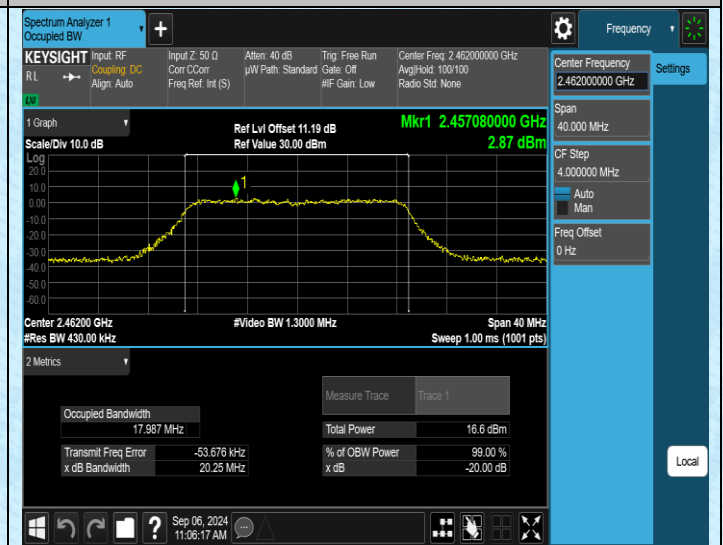 Spectrum Analyzer 1
Occupied BW
+
Frequency
KEYSIGHT
RL
LXI
Input: RF
Coupling: DC
Align: Auto
Input Z: 50 Ω
Corr CCorr
Freq Ref: Int (S)
Atten: 40 dB
µW Path: Standard
Trig: Free Run
Gate: Off
#IF Gain: Low
Center Freq: 2.462000000 GHz
Avg|Hold: 100/100
Radio Std: None
Center Frequency
2.462000000 GHz
Settings
Span
40.000 MHz
CF Step
4.000000 MHz
Auto
Man
Freq Offset
0 Hz
Local
1 Graph
Scale/Div 10.0 dB
Ref Lvl Offset 11.19 dB
Ref Value 30.00 dBm
Mkr1 2.457080000 GHz
2.87 dBm
Log
20.0
10.0
0.00
-10.0
-20.0
-30.0
-40.0
-50.0
-60.0
1
Center 2.46200 GHz
#Res BW 430.00 kHz
#Video BW 1.3000 MHz
Span 40 MHz
Sweep 1.00 ms (1001 pts)
2 Metrics
Measure Trace
Trace 1
Occupied Bandwidth
17.987 MHz
Total Power 16.6 dBm
Transmit Freq Error -53.676 kHz
% of OBW Power 99.00 %
x dB Bandwidth 20.25 MHz
x dB -20.00 dB
?
Sep 06, 2024
11:06:17 AM